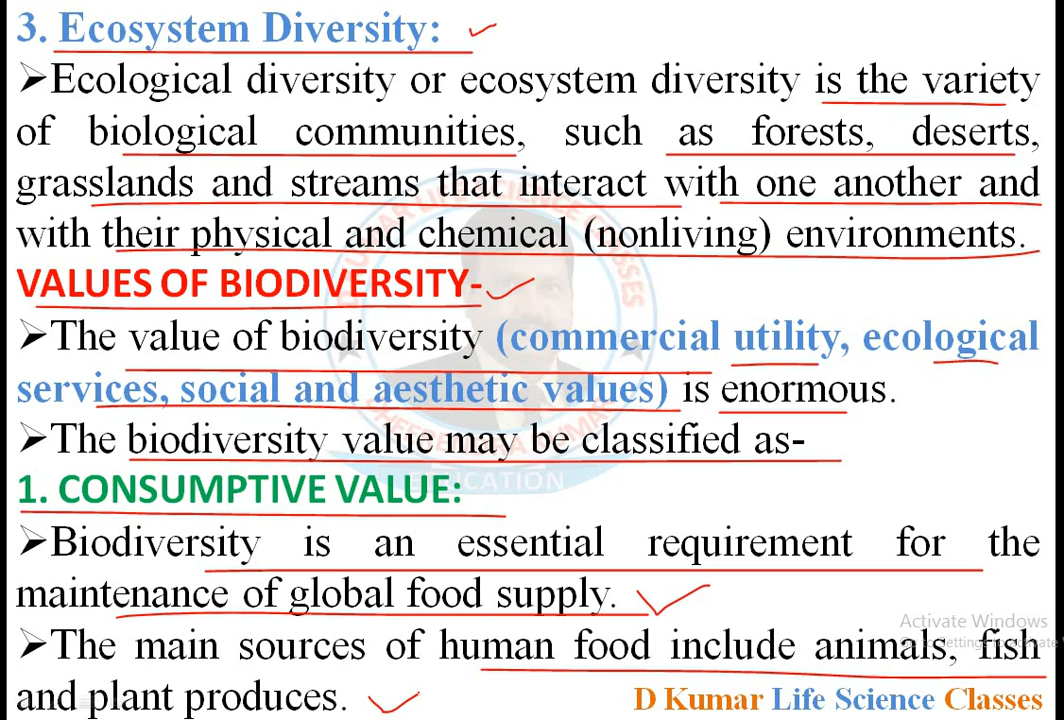 3. Ecosystem Diversity:
➤Ecological diversity or ecosystem diversity is the variety
of biological communities, such as forests, deserts,
grasslands and streams that interact with one another and
with their physical and chemical (nonliving) environments.
VALUES OF BIODIVERSITY-
➤The value of biodiversity (commercial utility, ecological
services, social and aesthetic values) is enormous.
➤The biodiversity value may be classified as-
1. CONSUMPTIVE VALUE:
➤Biodiversity is an essential requirement for the
maintenance of global food supply.
➤The main sources of human food include animals, fish
and plant produces.
Activate Windows
D Kumar Life Science Classes